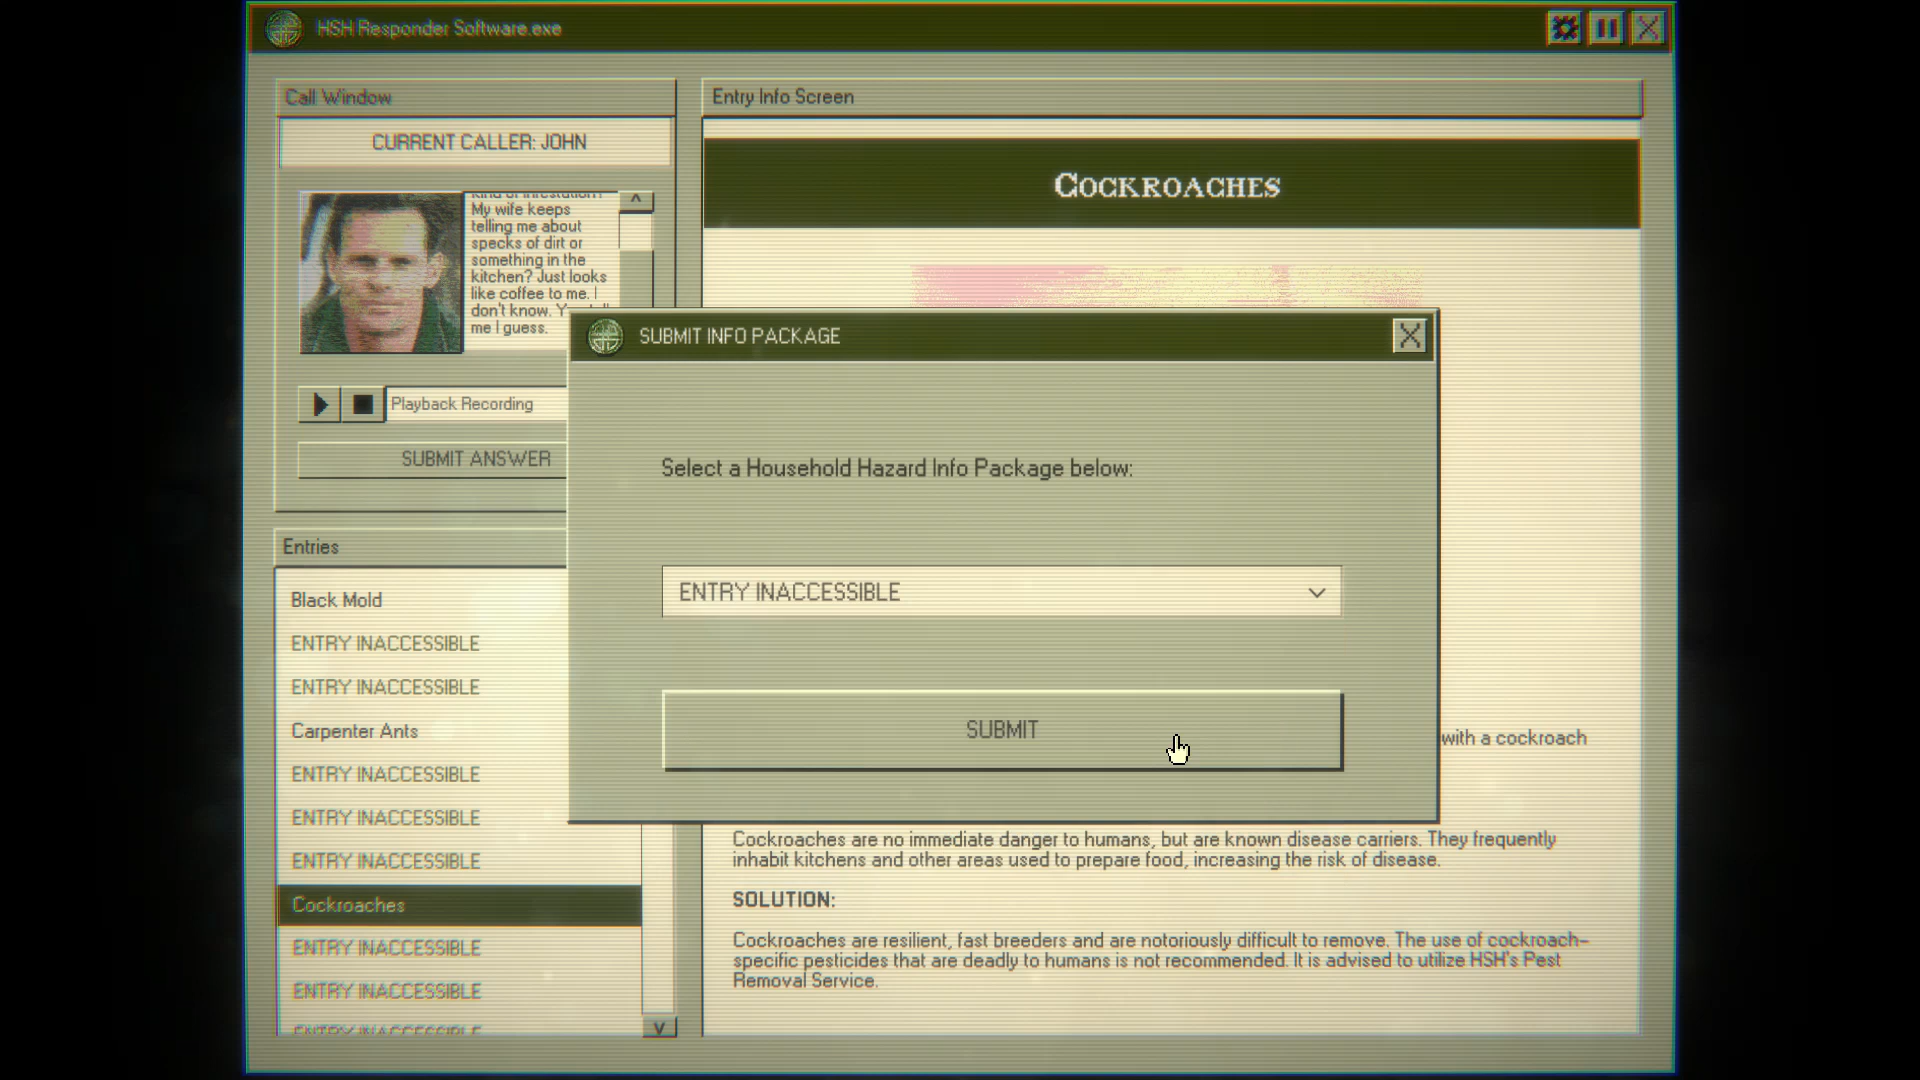 HSH Responder Software.exe
Call Window
CURRENT CALLER: JOHN
kind of infestation?
My wife keeps
telling me about
specks of dirt or
something in the
kitchen? Just looks
like coffee to me. I
don't know.
me I guess.
Playback Recording
SUBMIT ANSWER
Entries
Black Mold
ENTRY INACCESSIBLE
ENTRY INACCESSIBLE
Carpenter Ants
ENTRY INACCESSIBLE
ENTRY INACCESSIBLE
ENTRY INACCESSIBLE
Cockroaches
ENTRY INACCESSIBLE
ENTRY INACCESSIBLE
ENTRY INACCESSIBLE
Entry Info Screen
COCKROACHES
SUBMIT INFO PACKAGE
Select a Household Hazard Info Package below:
ENTRY INACCESSIBLE
SUBMIT
with a cockroach
Cockroaches are no immediate danger to humans, but are known disease carriers. They frequently
inhabit kitchens and other areas used to prepare food, increasing the risk of disease.
SOLUTION:
Cockroaches are resilient, fast breeders and are notoriously difficult to remove. The use of cockroach-
specific pesticides that are deadly to humans is not recommended. It is advised to utilize HSH's Pest
Removal Service.